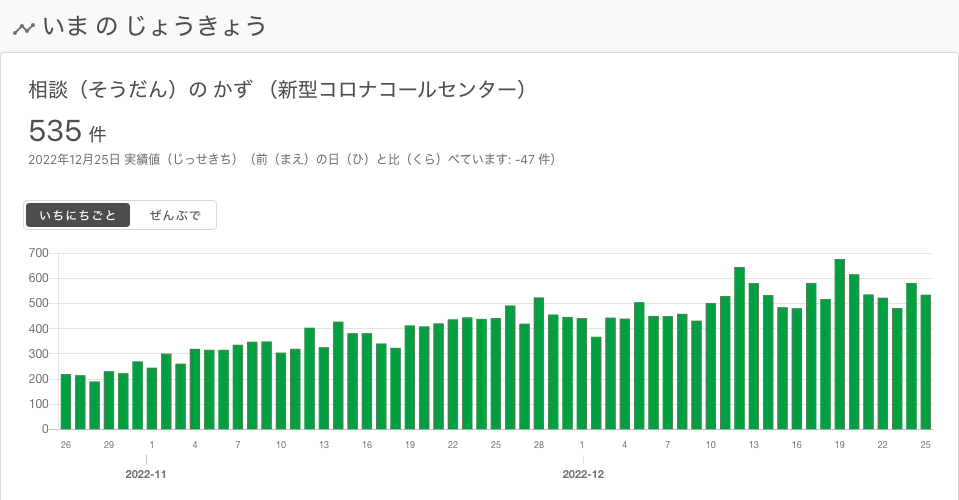 いま の じょうきょう
相談（そうだん）の かず （新型コロナコールセンター）
535 件
2022年12月25日 実績値（じっせきち）（前（まえ）の日（ひ）と比（くら）べています: -47 件）
いちにちごと ぜんぶで
700
600
500
400
300
200
100
0
26 29 1 4 7 10 13 16 19 22 25 28 1 4 7 10 13 16 19 22 25
2022-11 2022-12